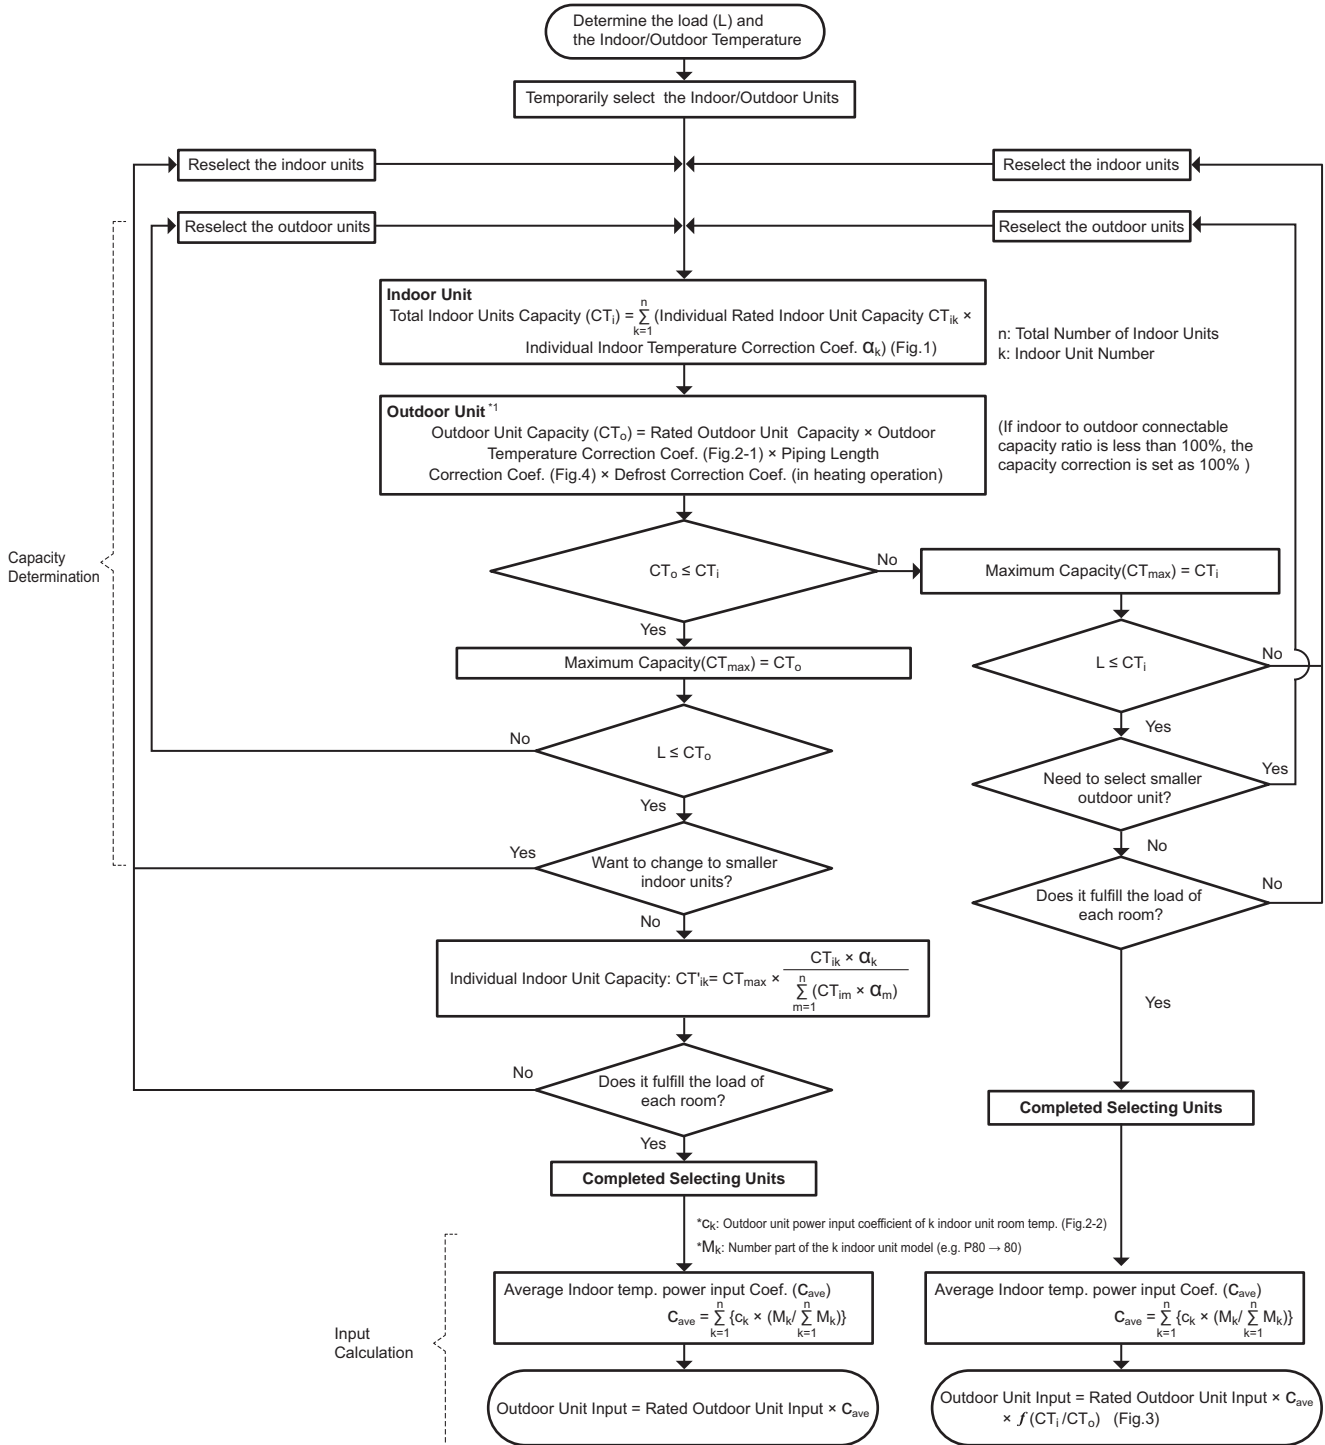 Determine the load (L) and
the Indoor/Outdoor Temperature
Temporarily select the Indoor/Outdoor Units
Reselect the indoor units
Reselect the indoor units
Reselect the outdoor units
Reselect the outdoor units
Indoor Unit
Total Indoor Units Capacity (CTi) = n∑k=1 (Individual Rated Indoor Unit Capacity CTik ×
Individual Indoor Temperature Correction Coef. αk) (Fig.1)
n: Total Number of Indoor Units
k: Indoor Unit Number
Outdoor Unit *1
Outdoor Unit Capacity (CTo) = Rated Outdoor Unit Capacity × Outdoor
Temperature Correction Coef. (Fig.2-1) × Piping Length
Correction Coef. (Fig.4) × Defrost Correction Coef. (in heating operation)
(If indoor to outdoor connectable
capacity ratio is less than 100%, the
capacity correction is set as 100% )
Capacity
Determination
CTo ≤ CTi
No
Maximum Capacity(CTmax) = CTi
Yes
Maximum Capacity(CTmax) = CTo
L ≤ CTi
No
Yes
No
L ≤ CTo
Need to select smaller
outdoor unit?
Yes
Yes
No
Yes
Want to change to smaller
indoor units?
Does it fulfill the load of
each room?
No
No
Individual Indoor Unit Capacity: CT'ik= CTmax × CTik × αk / n∑m=1 (CTim × αm)
Yes
No
Does it fulfill the load of
each room?
Yes
Completed Selecting Units
Completed Selecting Units
*ck: Outdoor unit power input coefficient of k indoor unit room temp. (Fig.2-2)
*Mk: Number part of the k indoor unit model (e.g. P80 → 80)
Average Indoor temp. power input Coef. (Cave)
Cave = n∑k=1 {ck × (Mk/ n∑k=1 Mk)}
Average Indoor temp. power input Coef. (Cave)
Cave = n∑k=1 {ck × (Mk/ n∑k=1 Mk)}
Input
Calculation
Outdoor Unit Input = Rated Outdoor Unit Input × Cave
Outdoor Unit Input = Rated Outdoor Unit Input × Cave
× f (CTi /CTo) (Fig.3)